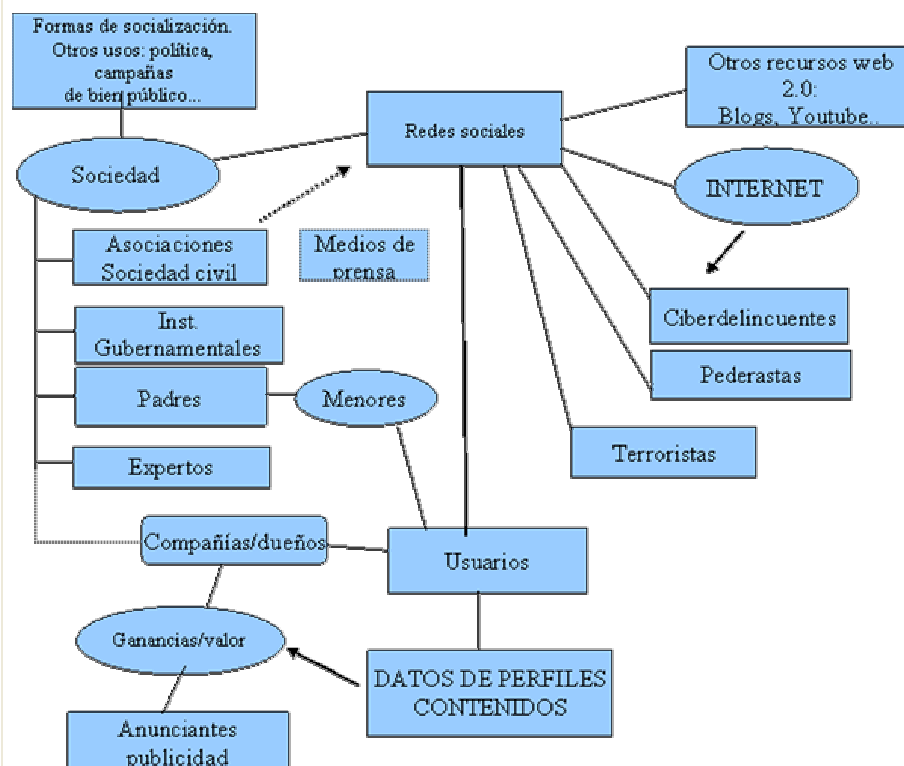 Formas de socialización.
Otros usos: política,
campañas
de bien público...
Otros recursos web
2.0:
Blogs, Youtube..
Redes sociales
Sociedad
INTERNET
Asociaciones
Sociedad civil
Medios de
prensa
Ciberdelincuentes
Inst.
Gubernamentales
Pederastas
Padres
Menores
Terroristas
Expertos
Compañías/dueños
Usuarios
Ganancias/valor
DATOS DE PERFILES
CONTENIDOS
Anunciantes
publicidad